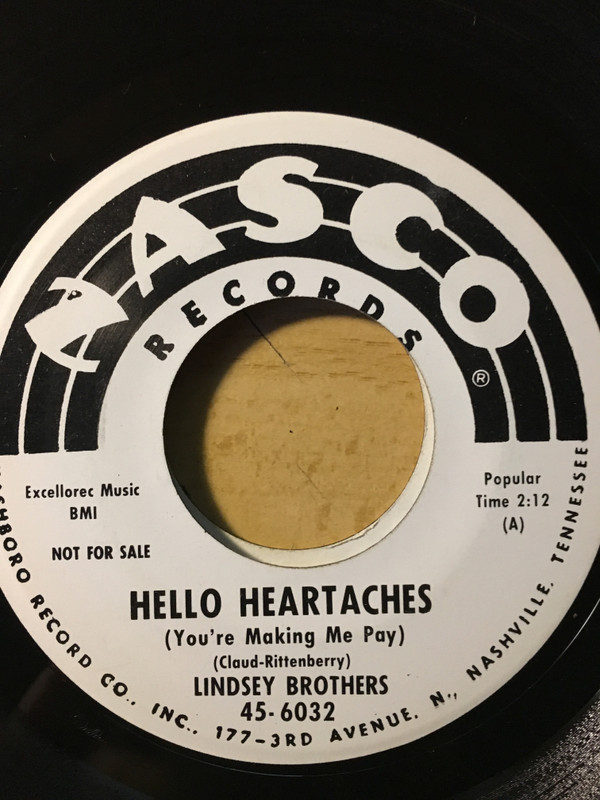 NASCO
RECORDS
®
Excellorec Music
BMI
NOT FOR SALE
Popular
Time 2:12
(A)
HELLO HEARTACHES
(You're Making Me Pay)
(Claud-Rittenberry)
LINDSEY BROTHERS
45-6032
RECORD CO., INC., 177-3RD AVENUE, N., NASHVILLE, TENNESSEE